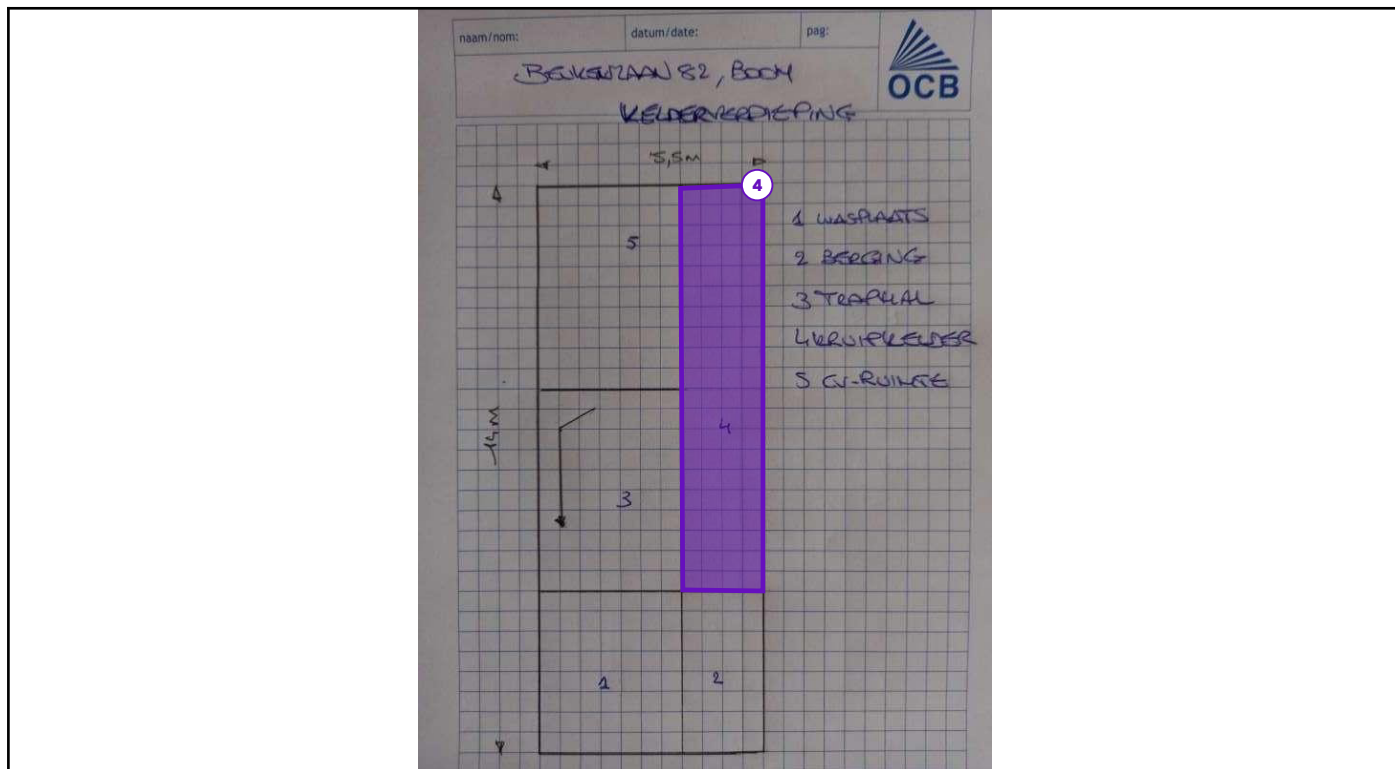 naam/nom: datum/date: pag:
OCB
BEUKENLAAN 82, BOOM
KELDERVERDIEPING
5,5M
4
5
1 WASPLAATS
2 BERGING
3 TRAPHAL
4 KRUIPKELDER
5 CV-RUIMTE
14M
4
3
1
2